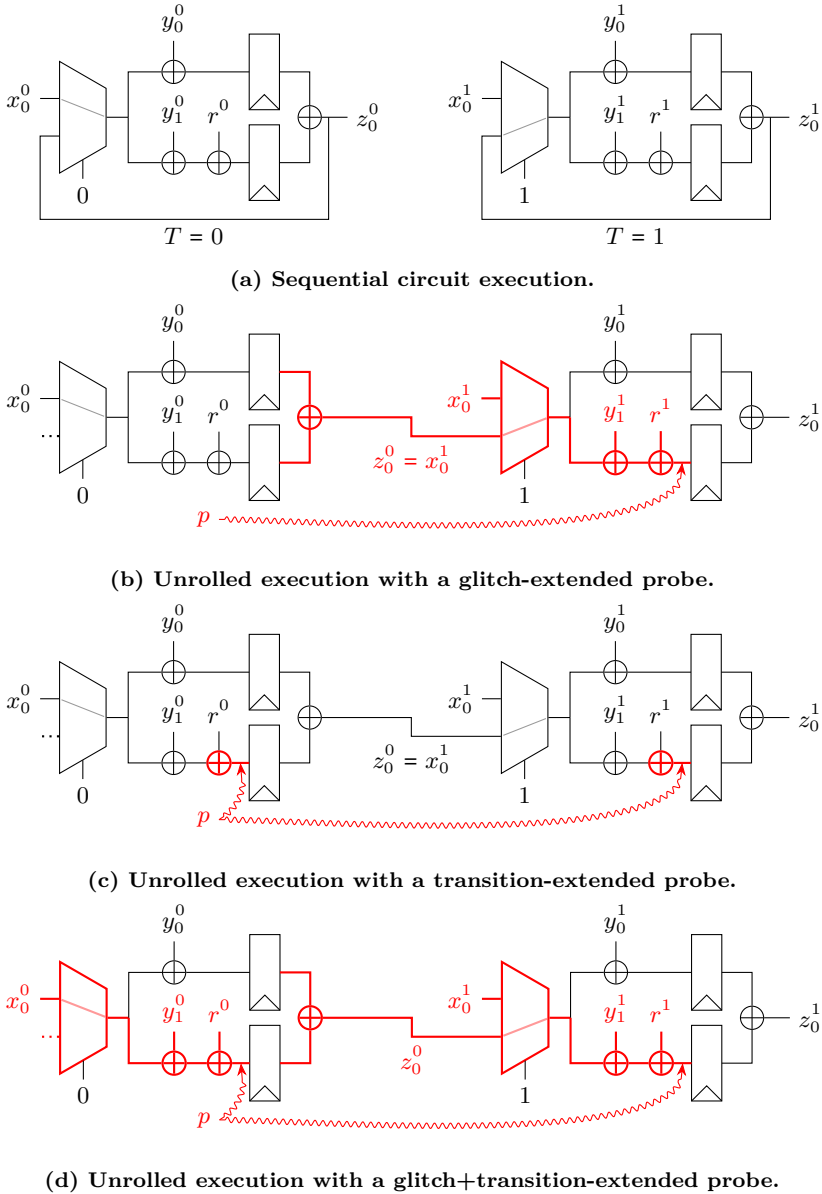 y_0^0 y_0^1
x_0^0 y_1^0 r^0 z_0^0 x_0^1 y_1^1 r^1 z_0^1
0 1
T = 0 T = 1
(a) Sequential circuit execution.
y_0^0 y_0^1
x_0^0 y_1^0 r^0 x_0^1 y_1^1 r^1 z_0^1
... z_0^0 = x_0^1
0 1
p
(b) Unrolled execution with a glitch-extended probe.
y_0^0 y_0^1
x_0^0 y_1^0 r^0 x_0^1 y_1^1 r^1 z_0^1
... z_0^0 = x_0^1
0 1
p
(c) Unrolled execution with a transition-extended probe.
y_0^0 y_0^1
x_0^0 y_1^0 r^0 x_0^1 y_1^1 r^1 z_0^1
... z_0^0
0 1
p
(d) Unrolled execution with a glitch+transition-extended probe.